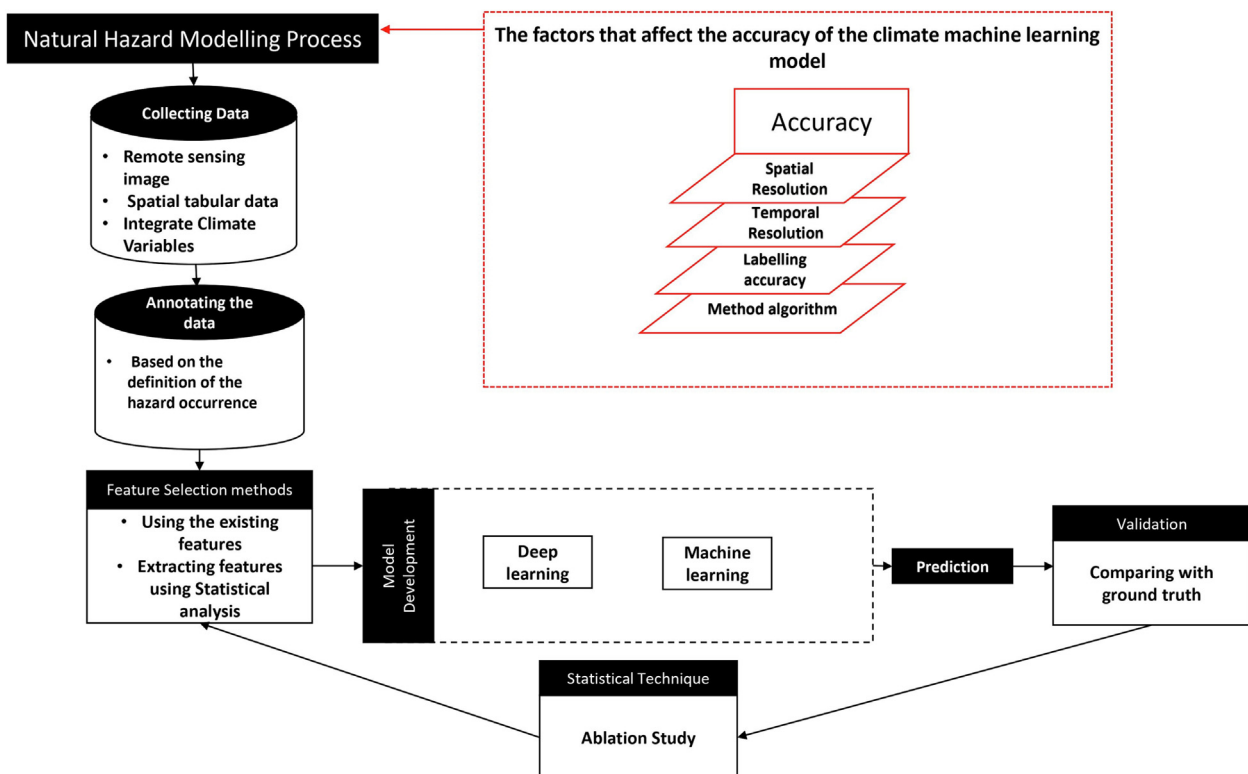 Natural Hazard Modelling Process
The factors that affect the accuracy of the climate machine learning
model
Accuracy
Spatial
Resolution
Temporal
Resolution
Labelling
accuracy
Method algorithm
Collecting Data
• Remote sensing
image
• Spatial tabular data
• Integrate Climate
Variables
Annotating the
data
• Based on the
definition of the
hazard occurrence
Feature Selection methods
• Using the existing
features
• Extracting features
using Statistical
analysis
Model
Development
Deep
learning
Machine
learning
Prediction
Validation
Comparing with
ground truth
Statistical Technique
Ablation Study